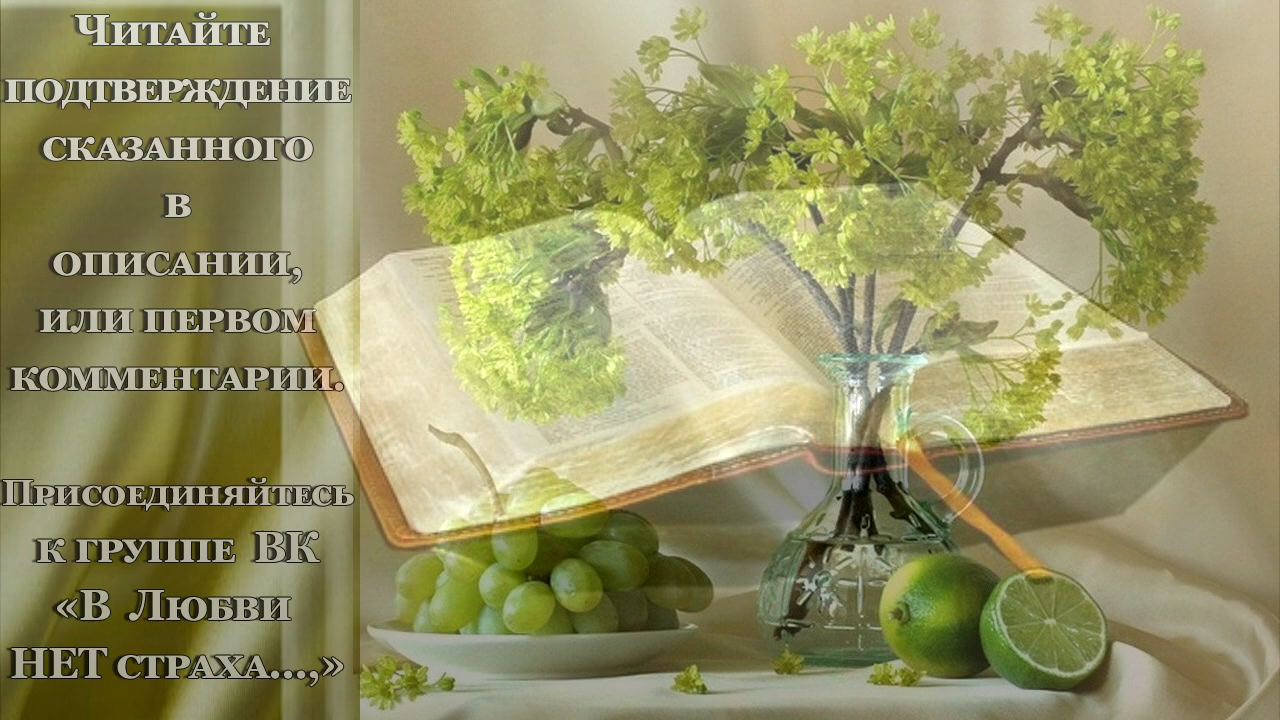 Читайте
подтверждение
сказанного
в
описании,
или первом
комментарии.
Присоединяйтесь
к группе ВК
«В Любви
НЕТ страха...,»